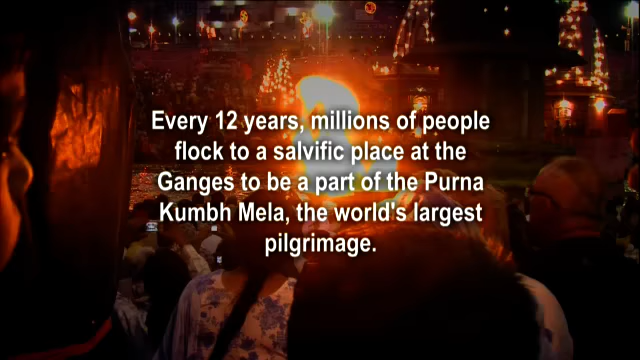 Every 12 years, millions of people
flock to a salvific place at the
Ganges to be a part of the Purna
Kumbh Mela, the world's largest
pilgrimage.